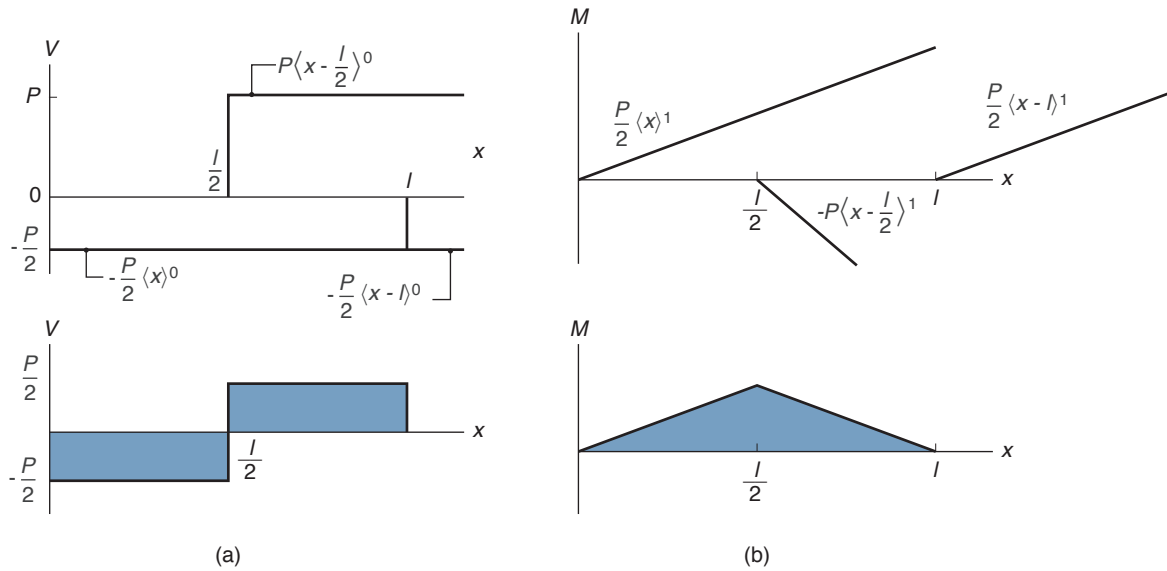 V
P
P⟨x - l/2⟩⁰
l/2
x
l
0
-P/2
-P/2 ⟨x⟩⁰
-P/2 ⟨x - l⟩⁰
V
P/2
x
-P/2
l/2
(a)
M
P/2 ⟨x⟩¹
P/2 ⟨x - l⟩¹
l/2
-P⟨x - l/2⟩¹
l
x
M
x
l/2
l
(b)